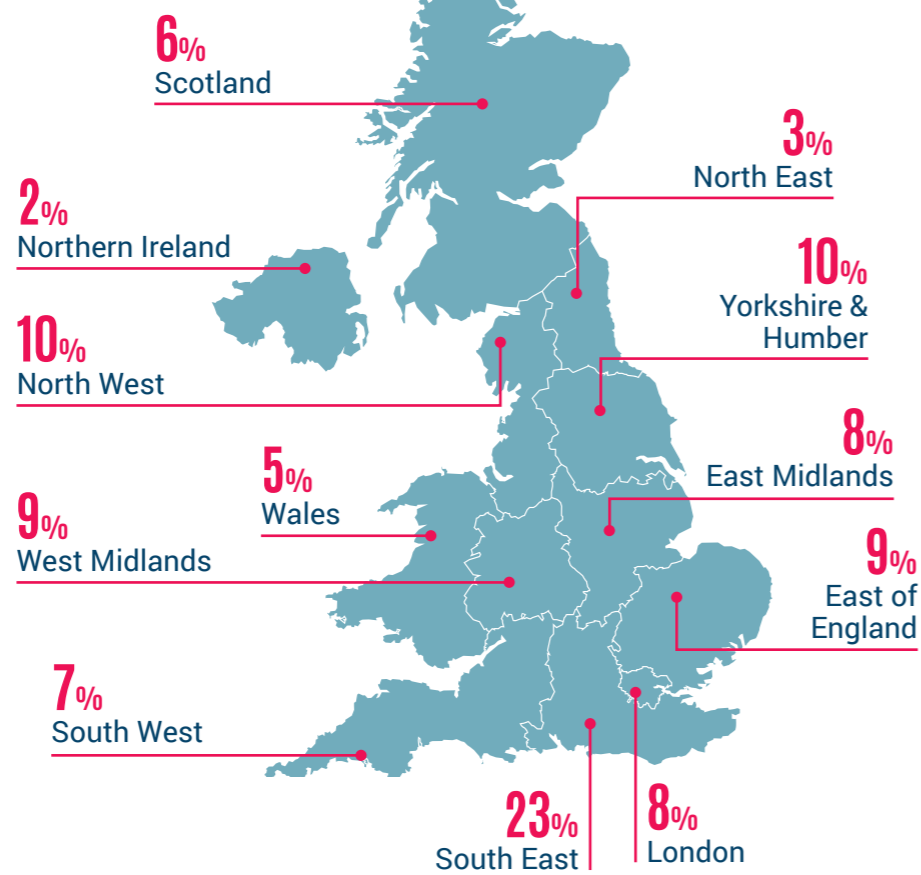 6%
Scotland
3%
North East
2%
Northern Ireland
10%
Yorkshire &
Humber
10%
North West
8%
East Midlands
5%
Wales
9%
West Midlands
9%
East of
England
7%
South West
23%
South East
8%
London